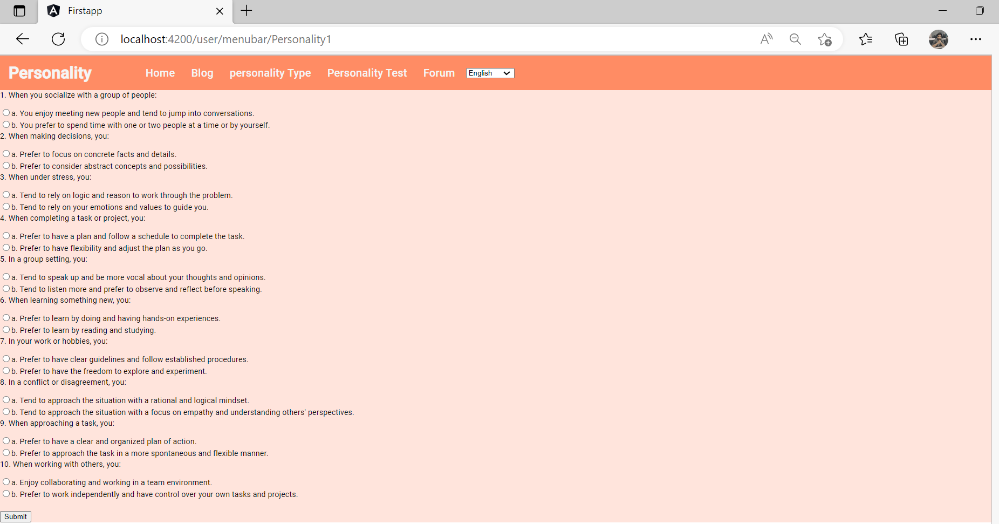 Firstapp
localhost:4200/user/menubar/Personality1
Personality Home Blog personality Type Personality Test Forum English
1. When you socialize with a group of people:
a. You enjoy meeting new people and tend to jump into conversations.
b. You prefer to spend time with one or two people at a time or by yourself.
2. When making decisions, you:
a. Prefer to focus on concrete facts and details.
b. Prefer to consider abstract concepts and possibilities.
3. When under stress, you:
a. Tend to rely on logic and reason to work through the problem.
b. Tend to rely on your emotions and values to guide you.
4. When completing a task or project, you:
a. Prefer to have a plan and follow a schedule to complete the task.
b. Prefer to have flexibility and adjust the plan as you go.
5. In a group setting, you:
a. Tend to speak up and be more vocal about your thoughts and opinions.
b. Tend to listen more and prefer to observe and reflect before speaking.
6. When learning something new, you:
a. Prefer to learn by doing and having hands-on experiences.
b. Prefer to learn by reading and studying.
7. In your work or hobbies, you:
a. Prefer to have clear guidelines and follow established procedures.
b. Prefer to have the freedom to explore and experiment.
8. In a conflict or disagreement, you:
a. Tend to approach the situation with a rational and logical mindset.
b. Tend to approach the situation with a focus on empathy and understanding others' perspectives.
9. When approaching a task, you:
a. Prefer to have a clear and organized plan of action.
b. Prefer to approach the task in a more spontaneous and flexible manner.
10. When working with others, you:
a. Enjoy collaborating and working in a team environment.
b. Prefer to work independently and have control over your own tasks and projects.
Submit